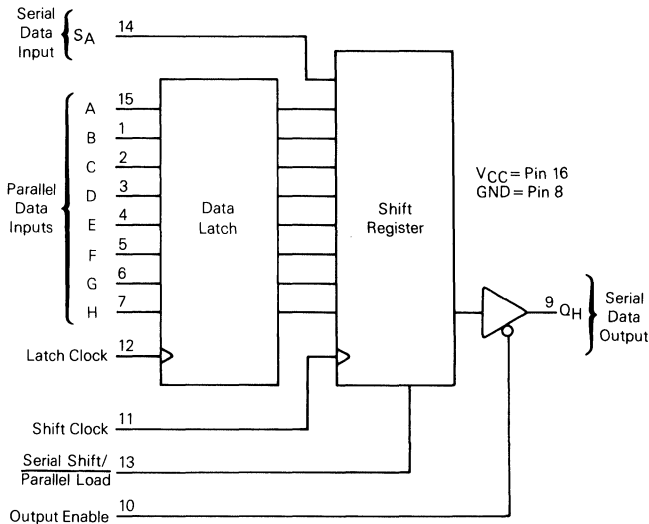 Serial
Data
Input
SA
14
Parallel
Data
Inputs
A 15
B 1
C 2
D 3
E 4
F 5
G 6
H 7
Latch Clock 12
Shift Clock 11
Serial Shift/
Parallel Load
13
Output Enable 10
Data
Latch
Shift
Register
VCC = Pin 16
GND = Pin 8
9 QH
Serial
Data
Output